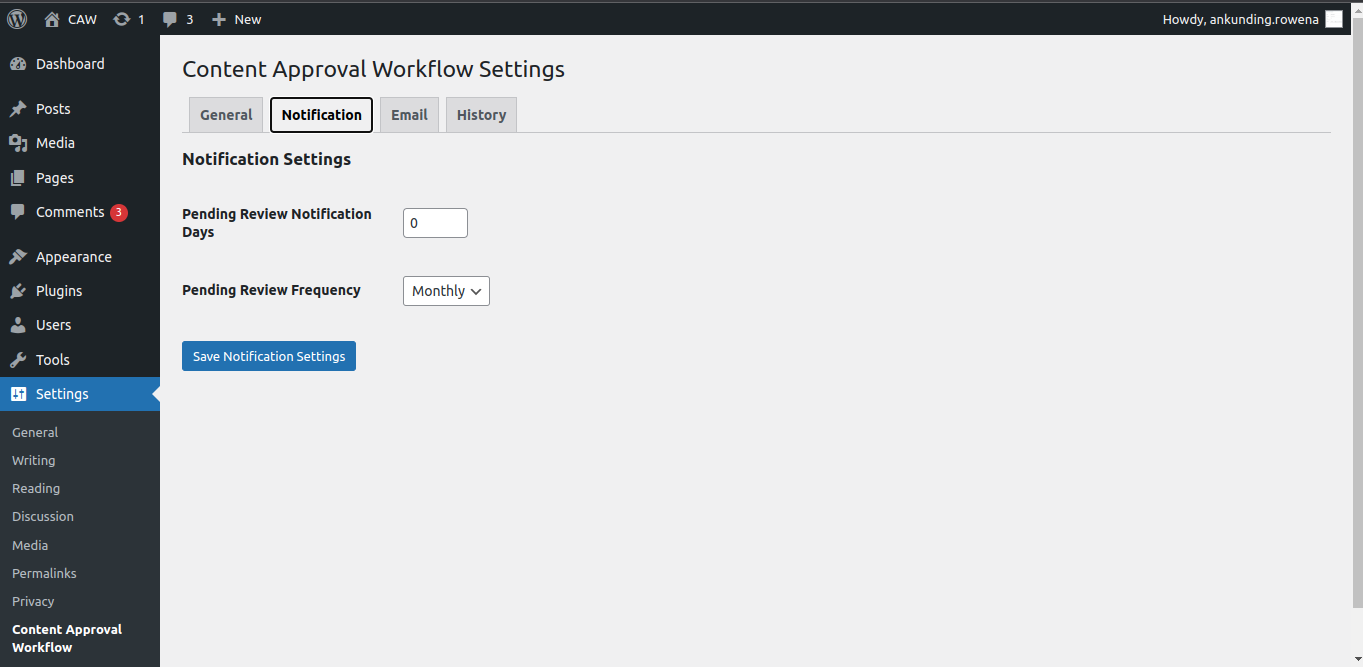 CAW 1 3 New Howdy, ankunding.rowena
Dashboard
Posts
Media
Pages
Comments 3
Appearance
Plugins
Users
Tools
Settings
General
Writing
Reading
Discussion
Media
Permalinks
Privacy
Content Approval
Workflow
Content Approval Workflow Settings
General Notification Email History
Notification Settings
Pending Review Notification
Days
0
Pending Review Frequency
Monthly
Save Notification Settings